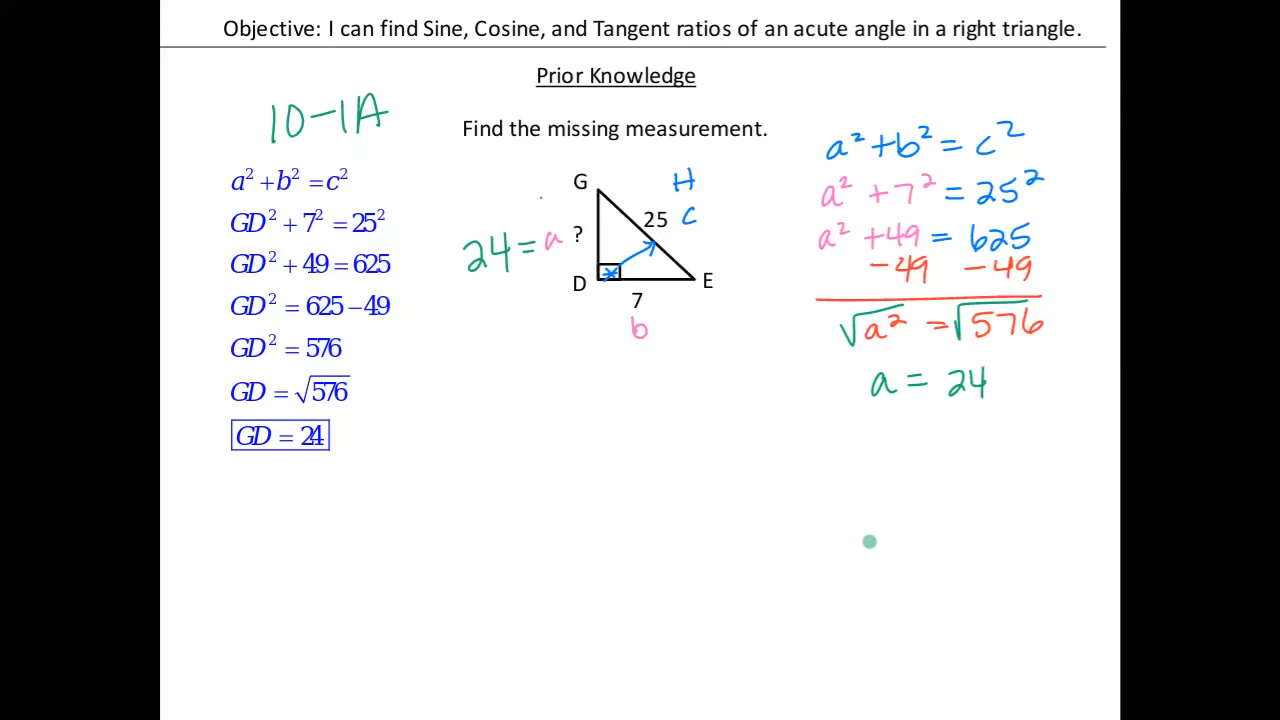 Objective: I can find Sine, Cosine, and Tangent ratios of an acute angle in a right triangle.
Prior Knowledge
10-1A
Find the missing measurement.
a² + b² = c²
GD² + 7² = 25²
GD² + 49 = 625
GD² = 625 − 49
GD² = 576
GD = √576
GD = 24
G
H
25
C
?
24 = a
D
E
7
b
a² + b² = c²
a² + 7² = 25²
a² + 49 = 625
-49 -49
√a² = √576
a = 24